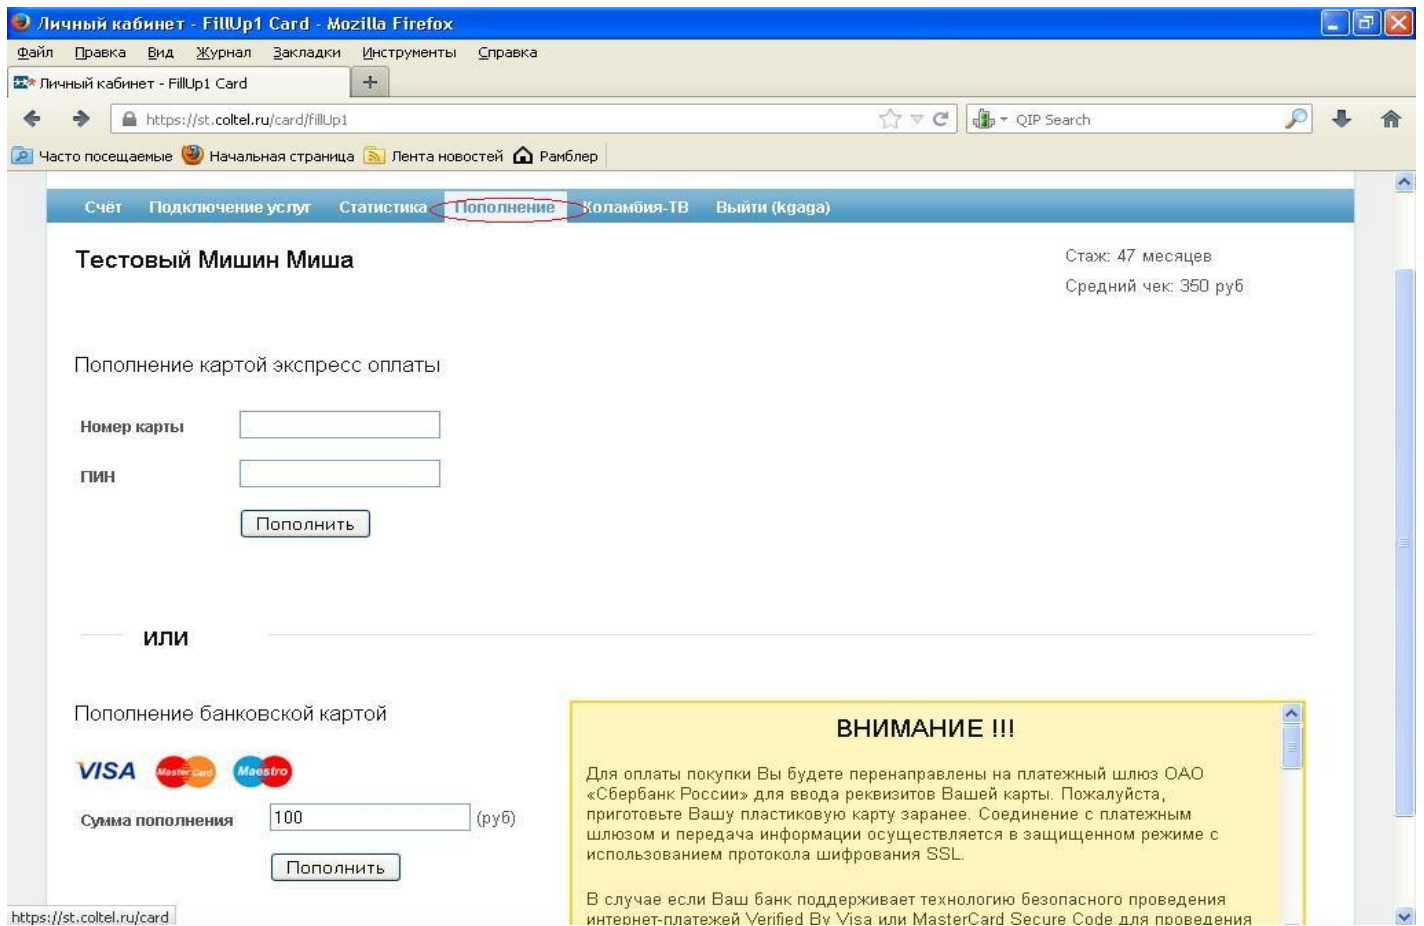 Личный кабинет - FillUp1 Card - Mozilla Firefox
Файл Правка Вид Журнал Закладки Инструменты Справка
Личный кабинет - FillUp1 Card
https://st.coltel.ru/card/fillUp1
QIP Search
Часто посещаемые Начальная страница Лента новостей Рамблер
Счёт Подключение услуг Статистика Пополнение Коламбия-ТВ Выйти (kgaga)
Тестовый Мишин Миша
Стаж: 47 месяцев
Средний чек: 350 руб
Пополнение картой экспресс оплаты
Номер карты
ПИН
Пополнить
ИЛИ
Пополнение банковской картой
VISA MasterCard Maestro
Сумма пополнения 100 (руб)
Пополнить
ВНИМАНИЕ !!!
Для оплаты покупки Вы будете перенаправлены на платежный шлюз ОАО
«Сбербанк России» для ввода реквизитов Вашей карты. Пожалуйста,
приготовьте Вашу пластиковую карту заранее. Соединение с платежным
шлюзом и передача информации осуществляется в защищенном режиме с
использованием протокола шифрования SSL.
В случае если Ваш банк поддерживает технологию безопасного проведения
интернет-платежей Verified By Visa или MasterCard Secure Code для проведения
https://st.coltel.ru/card